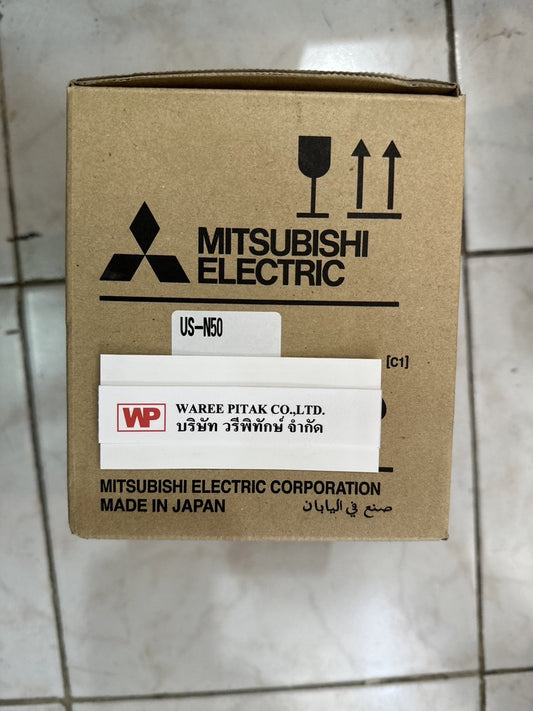 MITSUBISHI
ELECTRIC
US-N50
[C1]
WP WAREE PITAK CO.,LTD.
บริษัท วรีพิทักษ์ จำกัด
MITSUBISHI ELECTRIC CORPORATION
MADE IN JAPAN صنع في اليابان